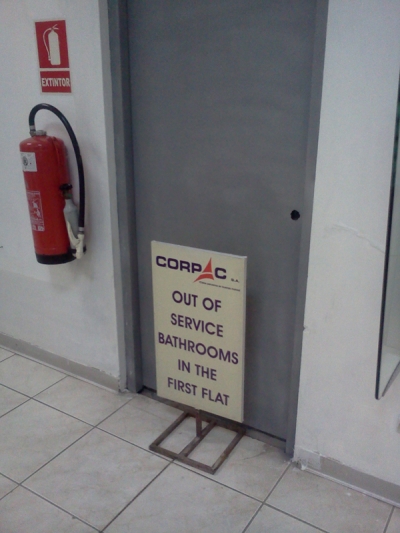 EXTINTOR
CORPAC S.A.
OUT OF
SERVICE
BATHROOMS
IN THE
FIRST FLAT